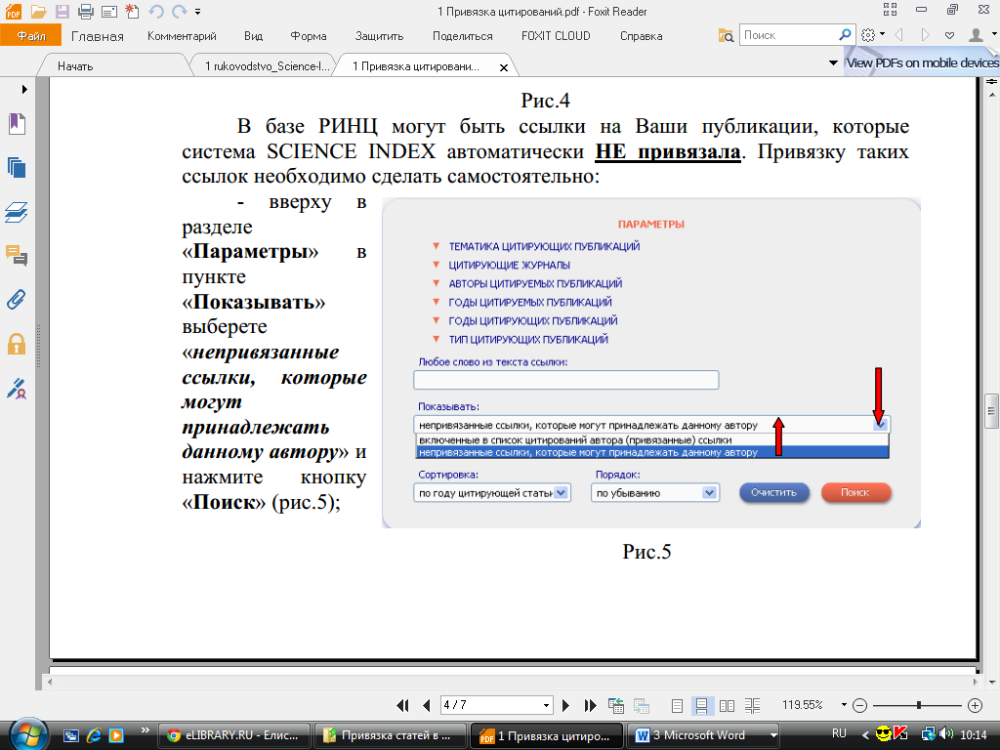 1 Привязка цитирований.pdf - Foxit Reader
Файл Главная Комментарий Вид Форма Защитить Поделиться FOXIT CLOUD Справка Поиск
Начать 1 rukovodstvo_Science-I... 1 Привязка цитировани... View PDFs on mobile devices
Рис.4
В базе РИНЦ могут быть ссылки на Ваши публикации, которые
система SCIENCE INDEX автоматически НЕ привязала. Привязку таких
ссылок необходимо сделать самостоятельно:
- вверху в
разделе
«Параметры» в
пункте
«Показывать»
выберете
«непривязанные
ссылки, которые
могут
принадлежать
данному автору» и
нажмите кнопку
«Поиск» (рис.5);
ПАРАМЕТРЫ
ТЕМАТИКА ЦИТИРУЮЩИХ ПУБЛИКАЦИЙ
ЦИТИРУЮЩИЕ ЖУРНАЛЫ
АВТОРЫ ЦИТИРУЕМЫХ ПУБЛИКАЦИЙ
ГОДЫ ЦИТИРУЕМЫХ ПУБЛИКАЦИЙ
ГОДЫ ЦИТИРУЮЩИХ ПУБЛИКАЦИЙ
ТИП ЦИТИРУЮЩИХ ПУБЛИКАЦИЙ
Любое слово из текста ссылки:
Показывать:
непривязанные ссылки, которые могут принадлежать данному автору
включенные в список цитирований автора (привязанные) ссылки
непривязанные ссылки, которые могут принадлежать данному автору
Сортировка: Порядок:
по году цитирующей стать по убыванию Очистить Поиск
Рис.5
4 / 7 119.55%
eLIBRARY.RU - Елис... Привязка статей в ... 1 Привязка цитиро... 3 Microsoft Word RU 10:14